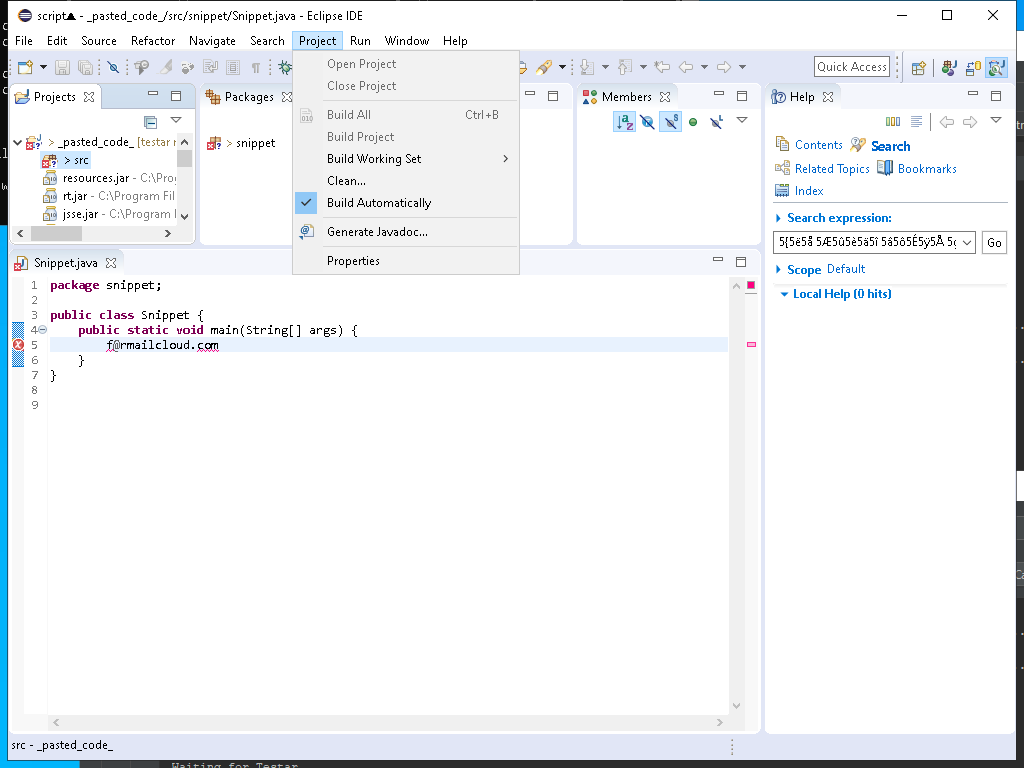 script▲ - _pasted_code_/src/snippet/Snippet.java - Eclipse IDE
File Edit Source Refactor Navigate Search Project Run Window Help
Quick Access
Projects
> _pasted_code_ [testar
> src
resources.jar - C:\Prog
rt.jar - C:\Program Fil
jsse.jar - C:\Program
Packages
> snippet
Open Project
Close Project
Build All Ctrl+B
Build Project
Build Working Set
Clean...
Build Automatically
Generate Javadoc...
Properties
Members
Help
Contents Search
Related Topics Bookmarks
Index
Search expression:
Go
Scope Default
Local Help (0 hits)
Snippet.java
1 package snippet;
2
3 public class Snippet {
4 public static void main(String[] args) {
5 f@rmailcloud.com
6 }
7 }
8
9
src - _pasted_code_
Waiting for Testar